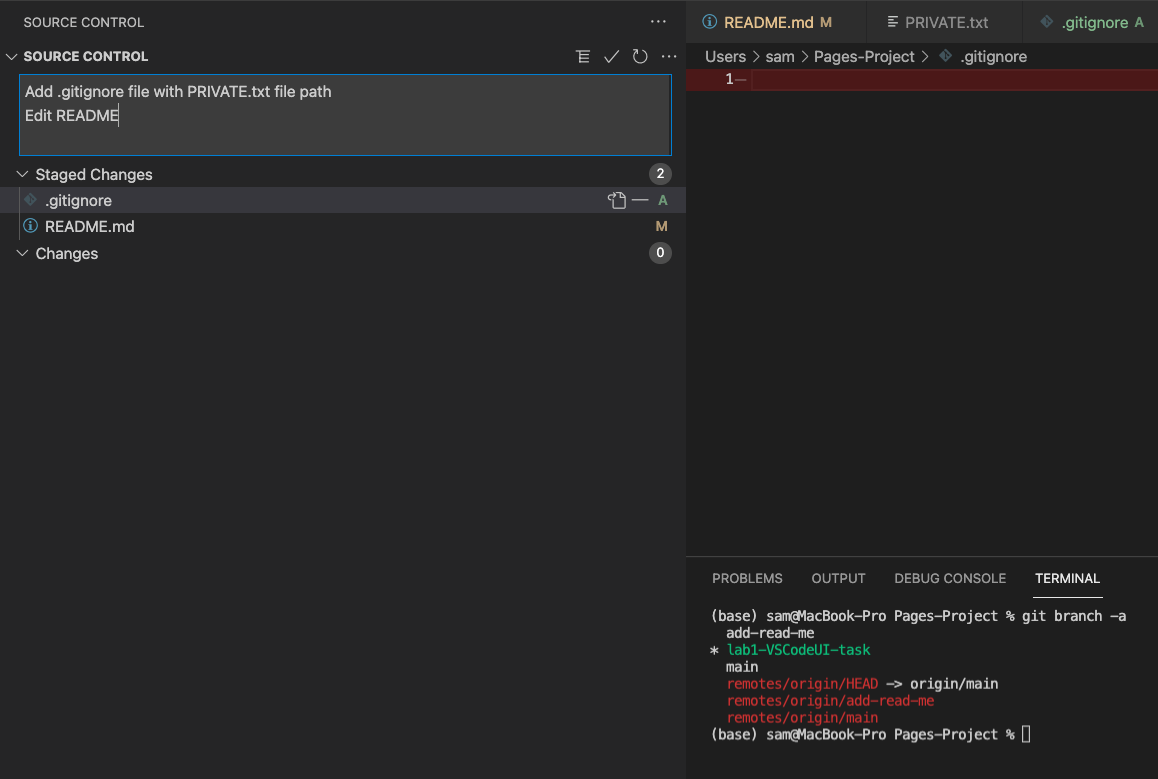 SOURCE CONTROL
SOURCE CONTROL
Add .gitignore file with PRIVATE.txt file path
Edit README
Staged Changes 2
.gitignore A
README.md M
Changes 0
README.md M PRIVATE.txt .gitignore A
Users > sam > Pages-Project > .gitignore
1—
PROBLEMS OUTPUT DEBUG CONSOLE TERMINAL
(base) sam@MacBook-Pro Pages-Project % git branch -a
add-read-me
* lab1-VSCodeUI-task
main
remotes/origin/HEAD -> origin/main
remotes/origin/add-read-me
remotes/origin/main
(base) sam@MacBook-Pro Pages-Project %